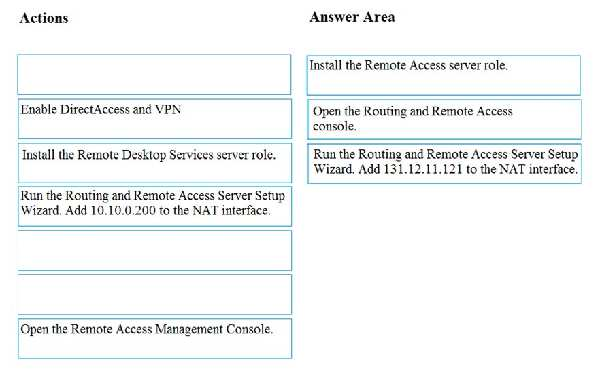 Actions
Enable DirectAccess and VPN
Install the Remote Desktop Services server role.
Run the Routing and Remote Access Server Setup
Wizard. Add 10.10.0.200 to the NAT interface.
Open the Remote Access Management Console.
Answer Area
Install the Remote Access server role.
Open the Routing and Remote Access
console.
Run the Routing and Remote Access Server Setup
Wizard. Add 131.12.11.121 to the NAT interface.